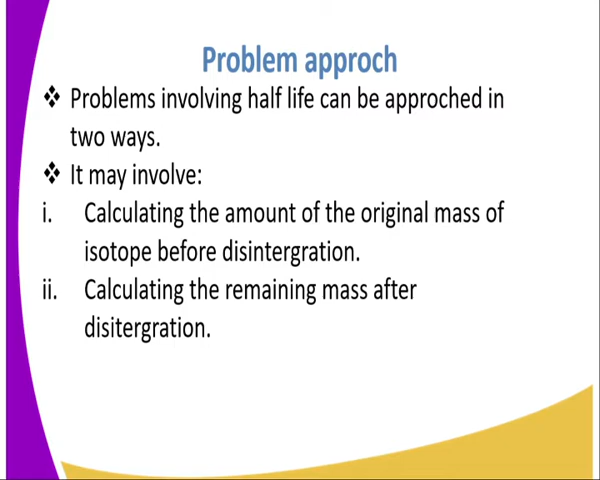 Problem approch
❖ Problems involving half life can be approched in
two ways.
❖ It may involve:
i. Calculating the amount of the original mass of
isotope before disintergration.
ii. Calculating the remaining mass after
disitergration.